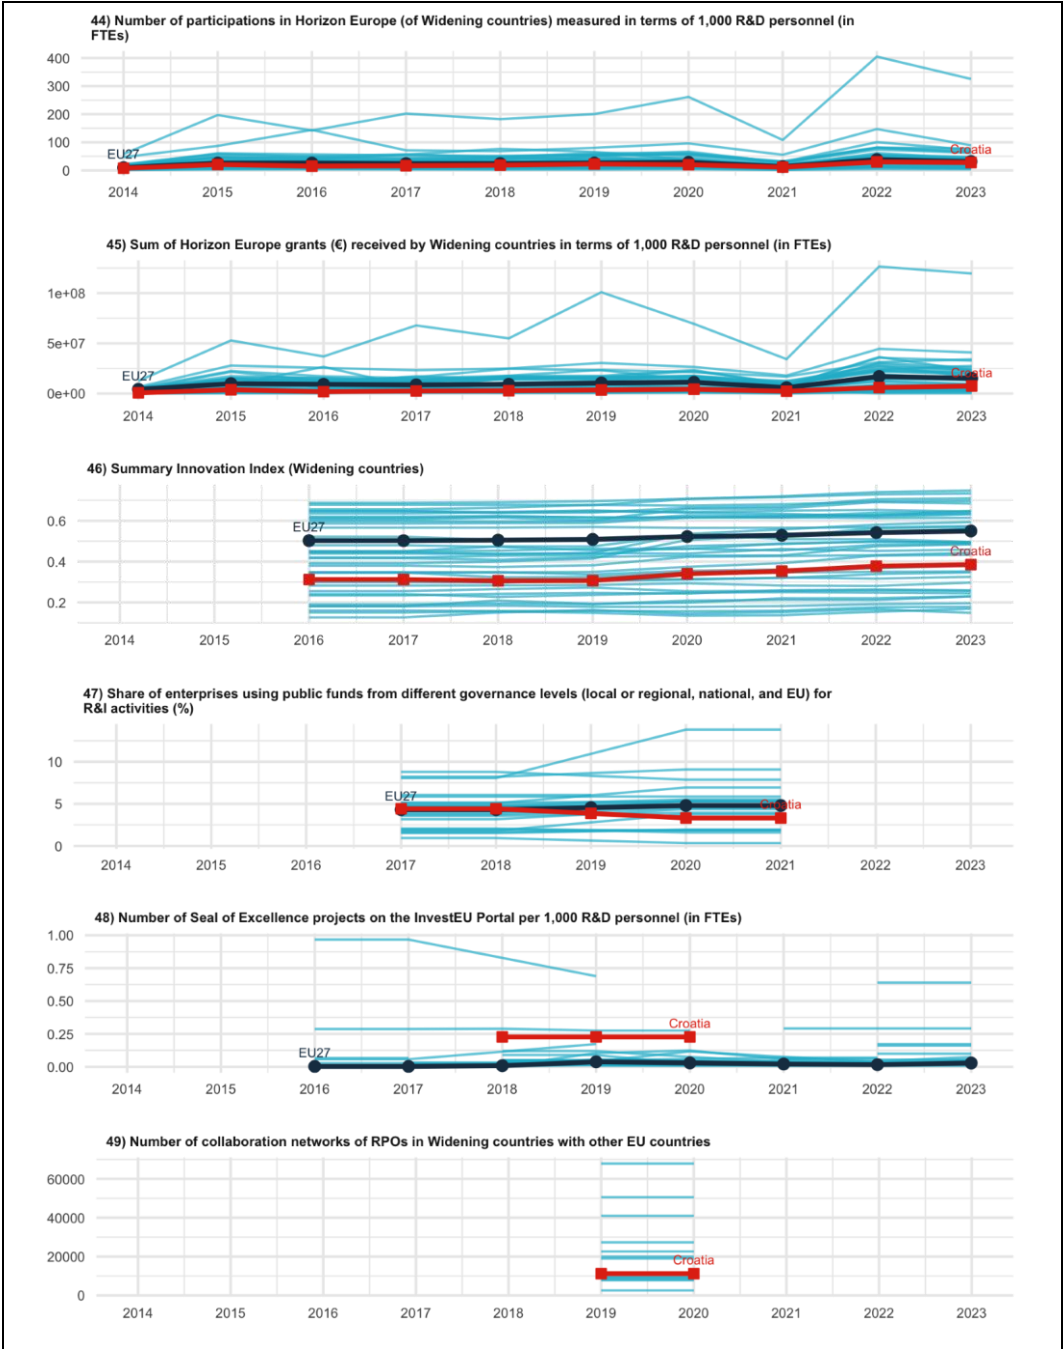 44) Number of participations in Horizon Europe (of Widening countries) measured in terms of 1,000 R&D personnel (in
FTEs)
400
300
200
100
0
EU27
Croatia
2014 2015 2016 2017 2018 2019 2020 2021 2022 2023
45) Sum of Horizon Europe grants (€) received by Widening countries in terms of 1,000 R&D personnel (in FTEs)
1e+08
5e+07
0e+00
EU27
Croatia
2014 2015 2016 2017 2018 2019 2020 2021 2022 2023
46) Summary Innovation Index (Widening countries)
0.6
0.4
0.2
EU27
Croatia
2014 2015 2016 2017 2018 2019 2020 2021 2022 2023
47) Share of enterprises using public funds from different governance levels (local or regional, national, and EU) for
R&I activities (%)
10
5
0
EU27
Croatia
2014 2015 2016 2017 2018 2019 2020 2021 2022 2023
48) Number of Seal of Excellence projects on the InvestEU Portal per 1,000 R&D personnel (in FTEs)
1.00
0.75
0.50
0.25
0.00
EU27
Croatia
2014 2015 2016 2017 2018 2019 2020 2021 2022 2023
49) Number of collaboration networks of RPOs in Widening countries with other EU countries
60000
40000
20000
0
Croatia
2014 2015 2016 2017 2018 2019 2020 2021 2022 2023